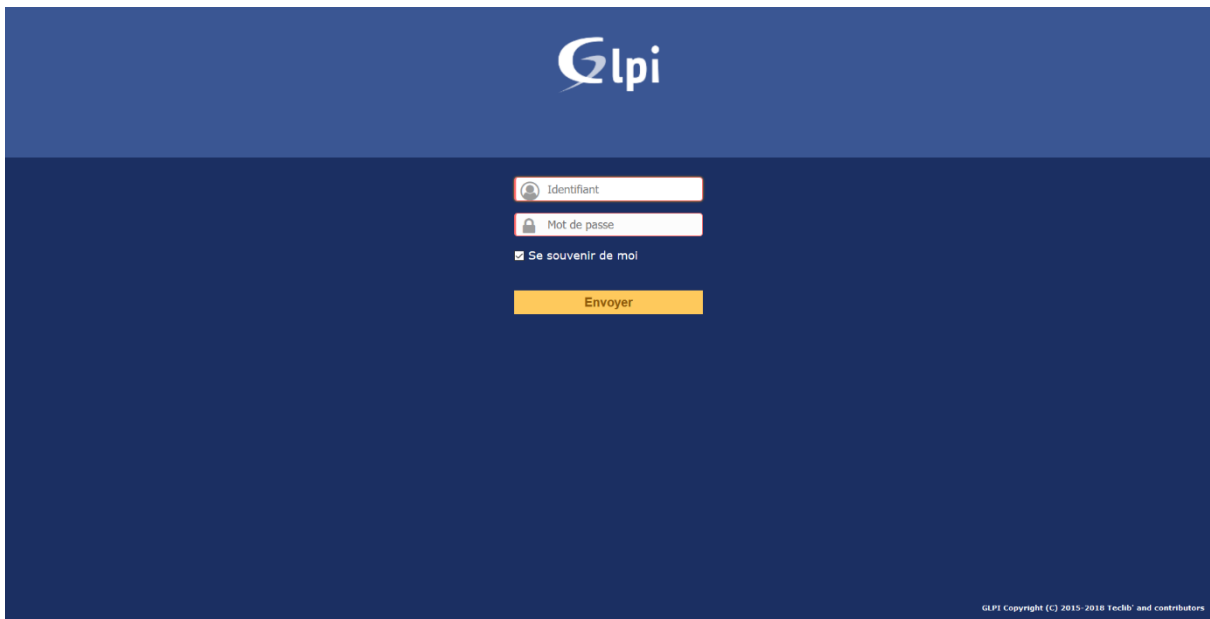 Glpi
Identifiant
Mot de passe
Se souvenir de moi
Envoyer
GLPI Copyright (C) 2015-2018 Teclib' and contributors